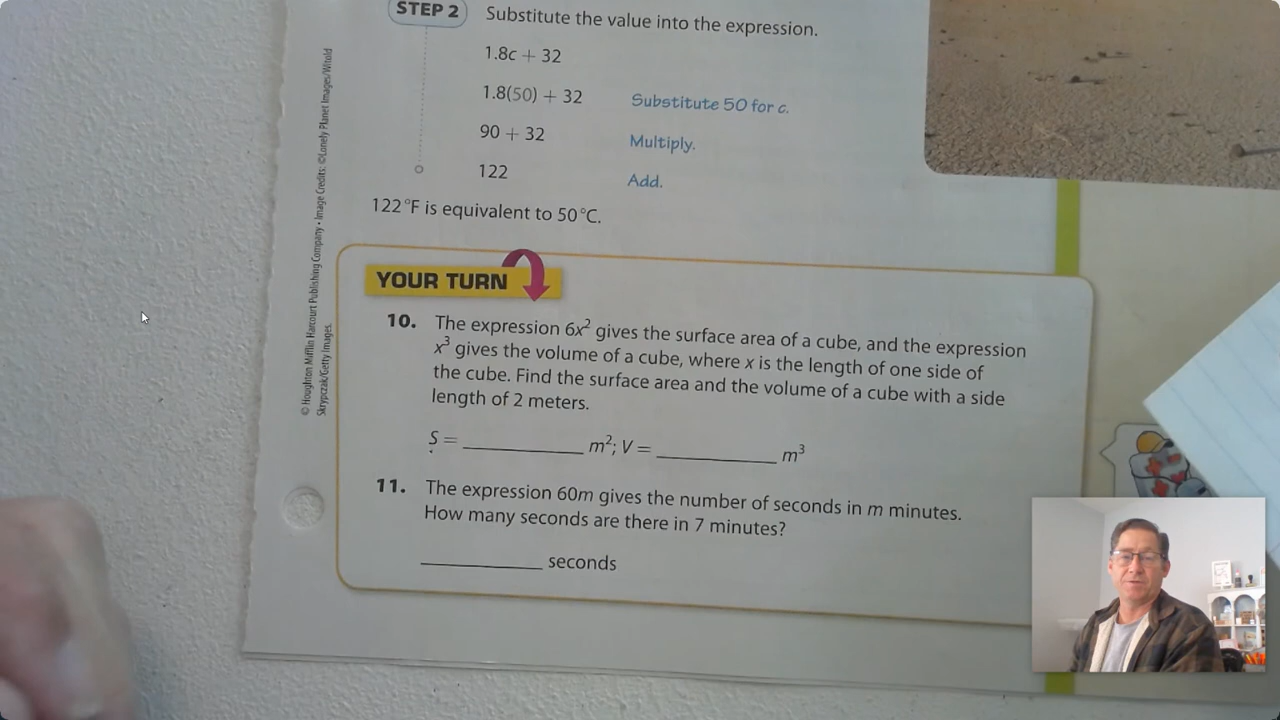 STEP 2 Substitute the value into the expression.
1.8c + 32
1.8(50) + 32 Substitute 50 for c.
90 + 32 Multiply.
122 Add.
122°F is equivalent to 50°C.
© Houghton Mifflin Harcourt Publishing Company • Image Credits: ©Lonely Planet Images/Witold
Skrypczak/Getty Images.
YOUR TURN
10. The expression 6x² gives the surface area of a cube, and the expression
x³ gives the volume of a cube, where x is the length of one side of
the cube. Find the surface area and the volume of a cube with a side
length of 2 meters.
S = ____________ m²; V = ____________ m³
11. The expression 60m gives the number of seconds in m minutes.
How many seconds are there in 7 minutes?
____________ seconds